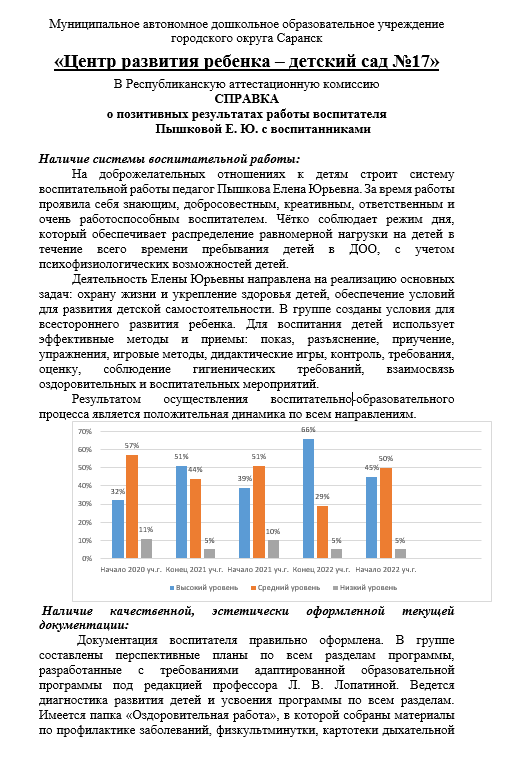 Муниципальное автономное дошкольное образовательное учреждение
городского округа Саранск
«Центр развития ребенка – детский сад №17»
В Республиканскую аттестационную комиссию
СПРАВКА
о позитивных результатах работы воспитателя
Пышковой Е. Ю. с воспитанниками
Наличие системы воспитательной работы:
На доброжелательных отношениях к детям строит систему
воспитательной работы педагог Пышкова Елена Юрьевна. За время работы
проявила себя знающим, добросовестным, креативным, ответственным и
очень работоспособным воспитателем. Чётко соблюдает режим дня,
который обеспечивает распределение равномерной нагрузки на детей в
течение всего времени пребывания детей в ДОО, с учетом
психофизиологических возможностей детей.
Деятельность Елены Юрьевны направлена на реализацию основных
задач: охрану жизни и укрепление здоровья детей, обеспечение условий
для развития детской самостоятельности. В группе созданы условия для
всестороннего развития ребенка. Для воспитания детей использует
эффективные методы и приемы: показ, разъяснение, приучение,
упражнения, игровые методы, дидактические игры, контроль, требования,
оценку, соблюдение гигиенических требований, взаимосвязь
оздоровительных и воспитательных мероприятий.
Результатом осуществления воспитательно-образовательного
процесса является положительная динамика по всем направлениям.
70%
60%
50%
40%
30%
20%
10%
0%
32% 57% 11% 51% 44% 5% 39% 51% 10% 66% 29% 5% 45% 50% 5%
Начало 2020 уч.г. Конец 2021 уч.г. Начало 2021 уч.г. Конец 2022 уч.г. Начало 2022 уч.г.
Высокий уровень Средний уровень Низкий уровень
Наличие качественной, эстетически оформленной текущей
документации:
Документация воспитателя правильно оформлена. В группе
составлены перспективные планы по всем разделам программы,
разработанные с требованиями адаптированной образовательной
программы под редакцией профессора Л. В. Лопатиной. Ведется
диагностика развития детей и усвоения программы по всем разделам.
Имеется папка «Оздоровительная работа», в которой собраны материалы
по профилактике заболеваний, физкультминутки, картотеки дыхательной